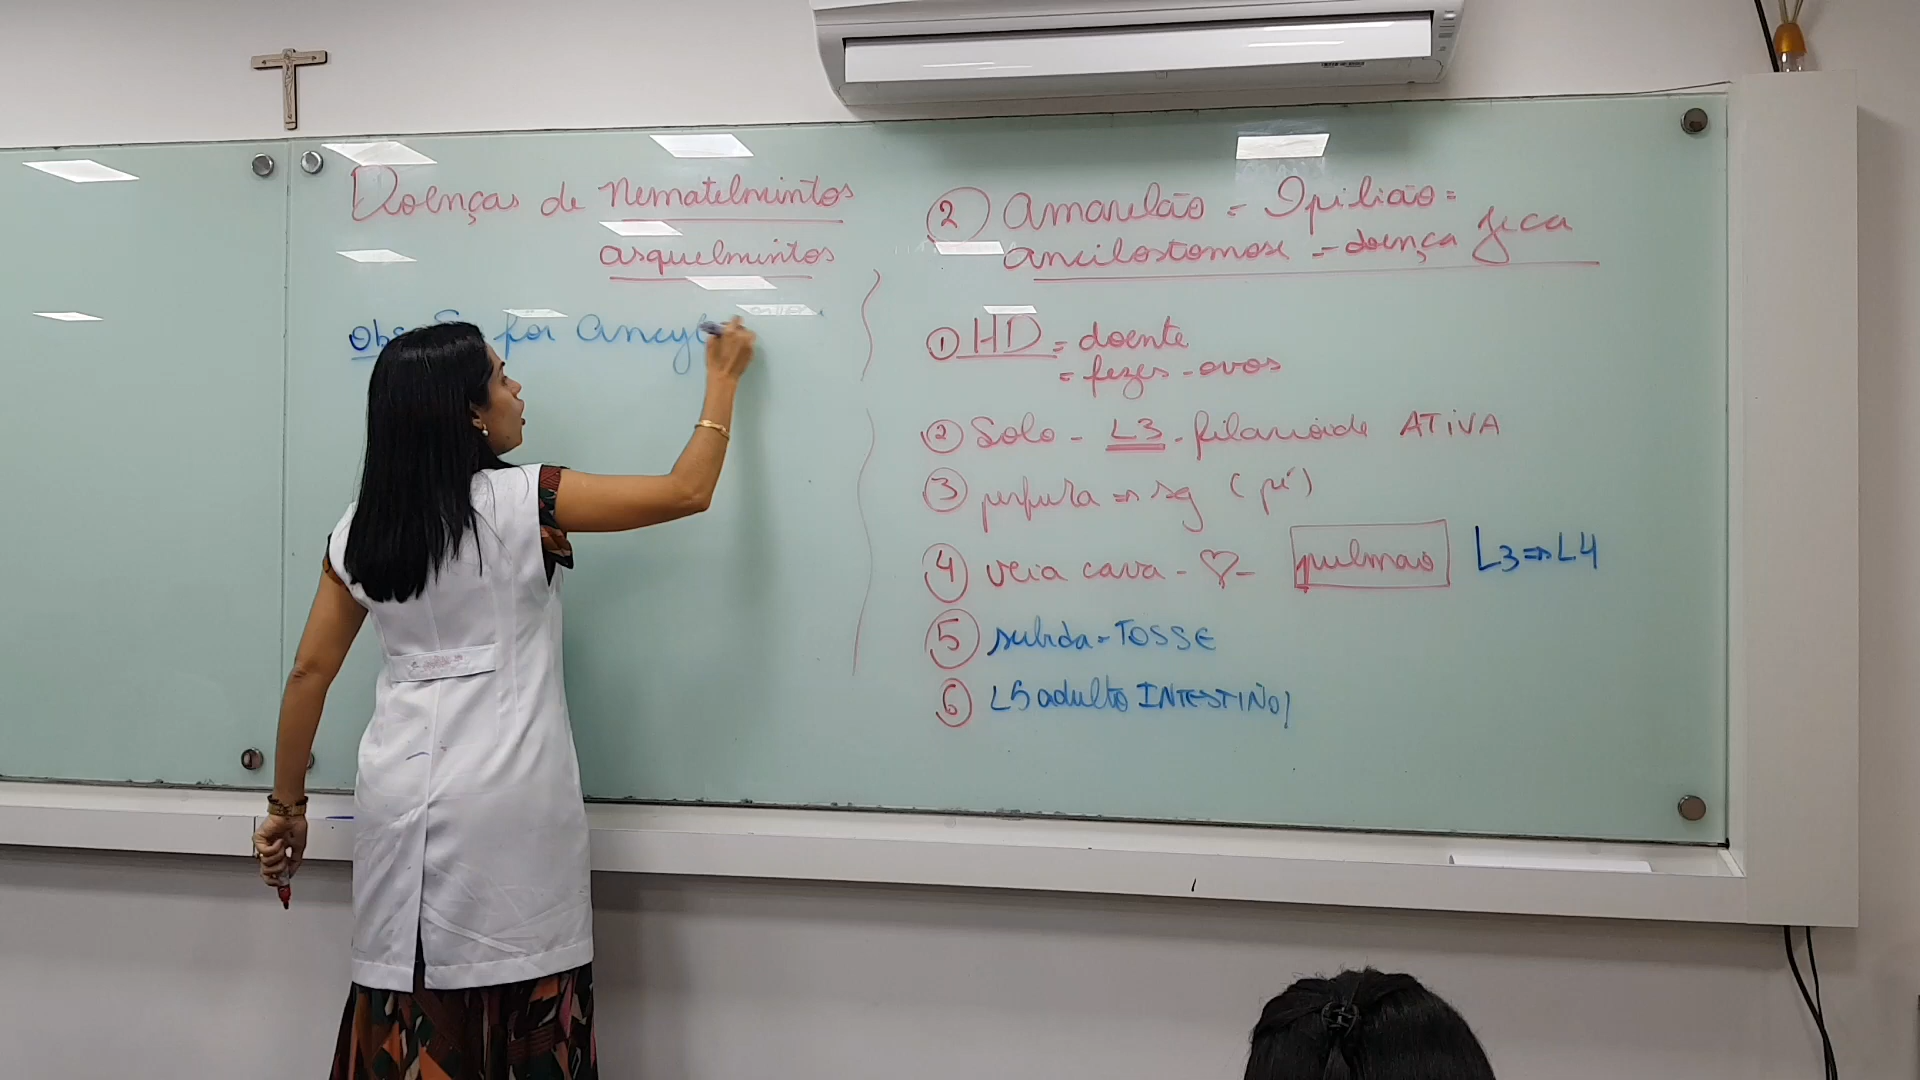 Doenças de Nematelmintos
asquelmintos
Obs
for Ancyl
② Amarelão = Opilião =
ancilostomose = doença Jeca
① HD = doente
= fezes - ovos
② Solo - L3 - filarióide ATIVA
③ perfura ⇒ sg (pé)
④ veia cava - ♡ - pulmão L3 ⇒ L4
⑤ subida = TOSSE
⑥ L5 adulto INTESTINO